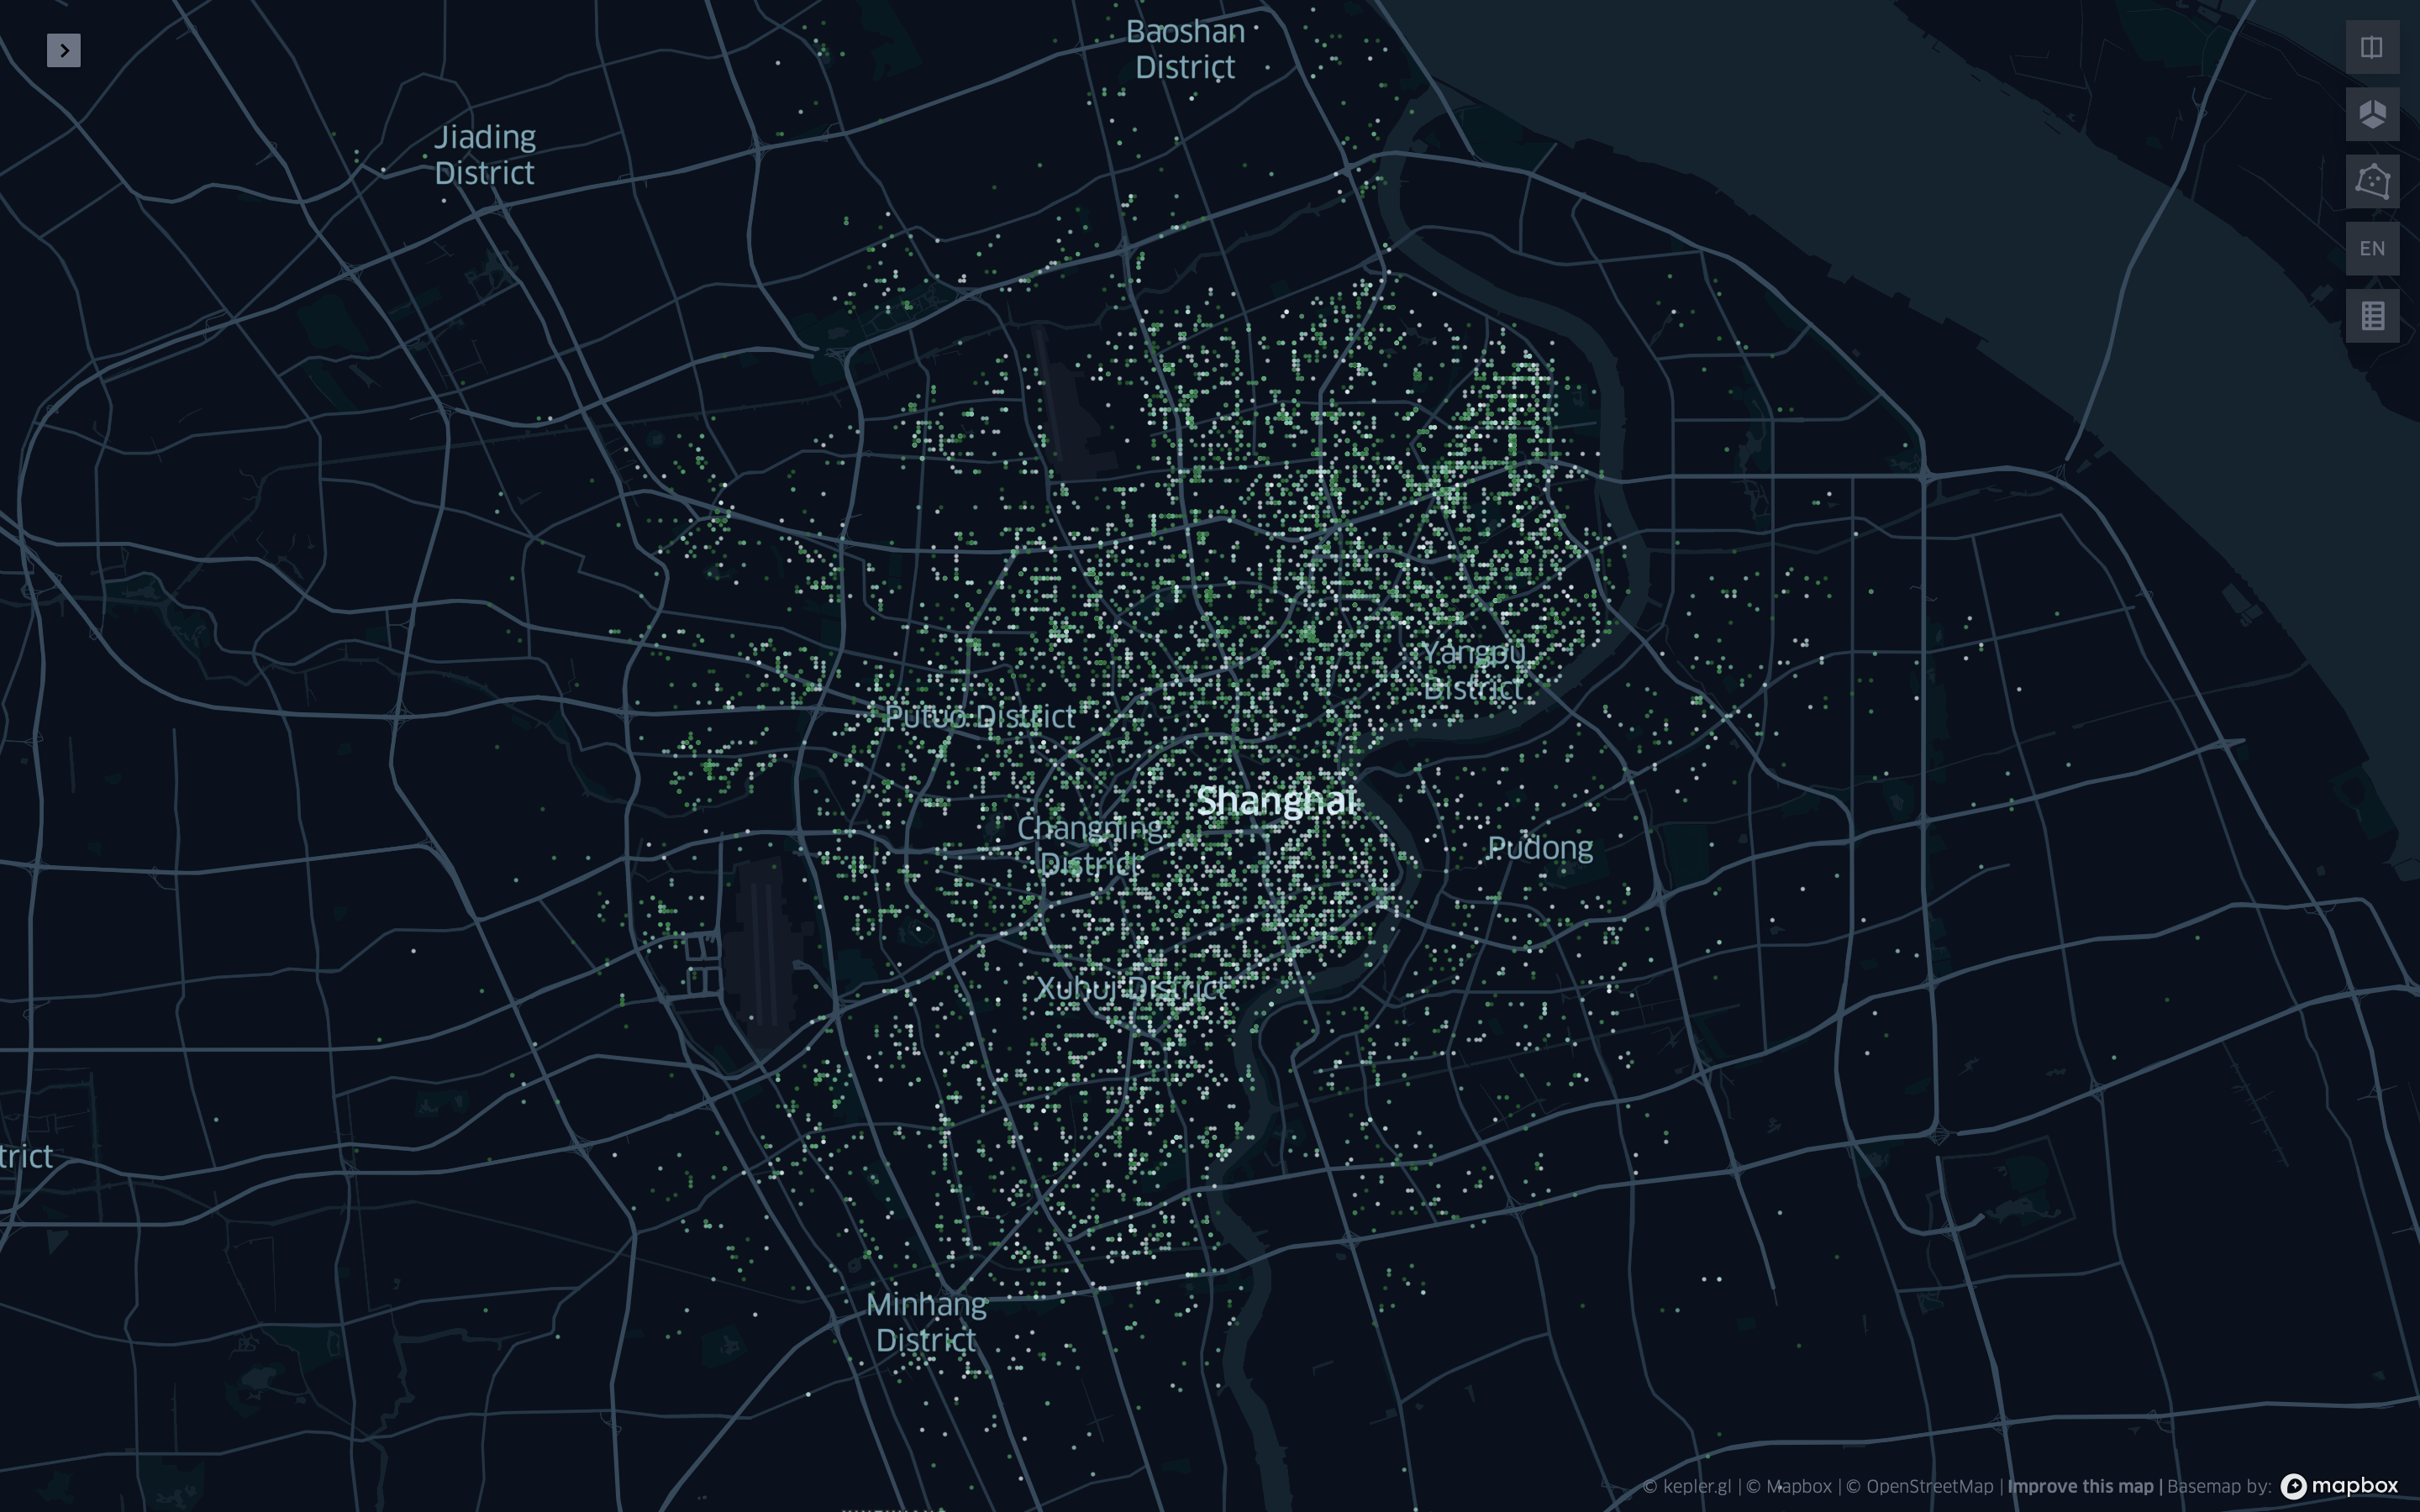 Baoshan
District
Jiading
District
EN
Yangpu
District
Putuo District
Shanghai
Changning
District
Pudong
Xuhui District
trict
Minhang
District
© kepler.gl | © Mapbox | © OpenStreetMap | Improve this map | Basemap by: mapbox